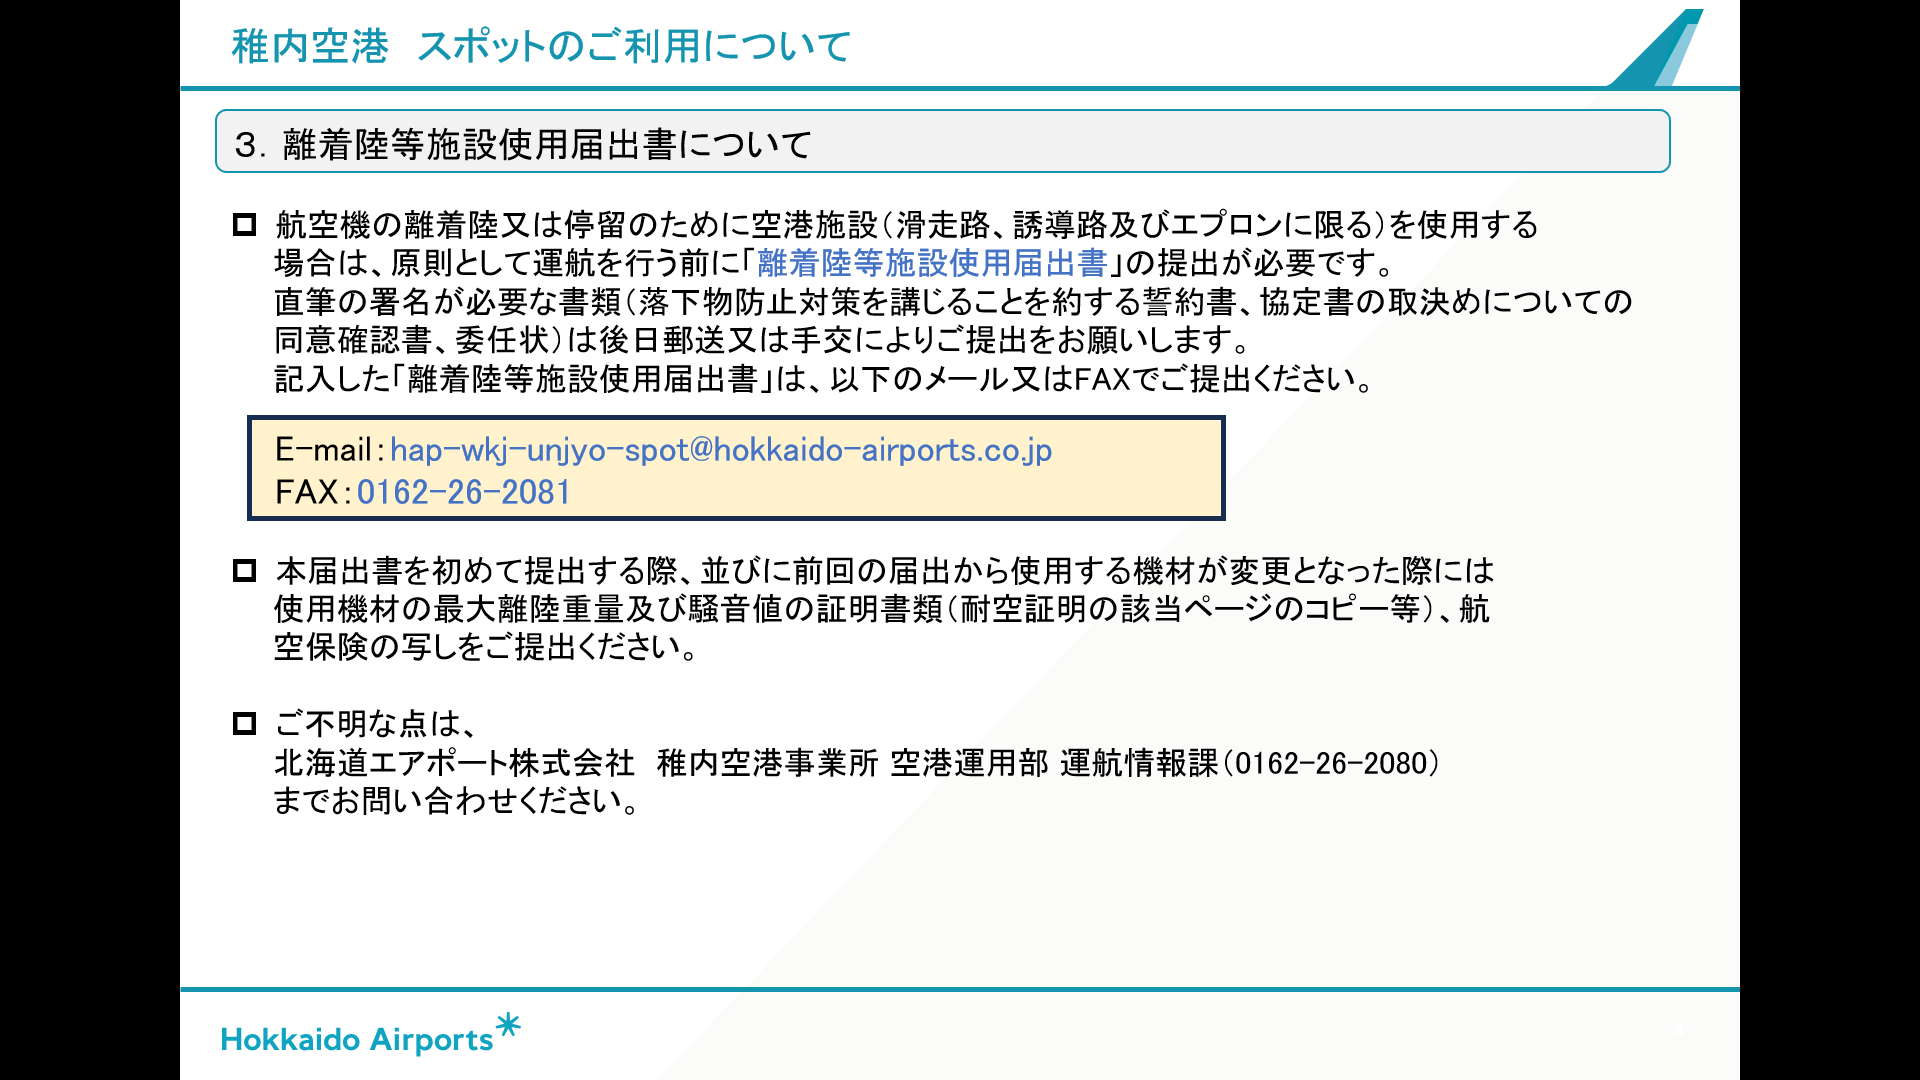 稚内空港　スポットのご利用について
３．離着陸等施設使用届出書について
航空機の離着陸又は停留のために空港施設（滑走路、誘導路及びエプロンに限る）を使用する
場合は、原則として運航を行う前に「離着陸等施設使用届出書」の提出が必要です。
直筆の署名が必要な書類（落下物防止対策を講じることを約する誓約書、協定書の取決めについての
同意確認書、委任状）は後日郵送又は手交によりご提出をお願いします。
記入した「離着陸等施設使用届出書」は、以下のメール又はFAXでご提出ください。
E-mail：hap-wkj-unjyo-spot@hokkaido-airports.co.jp
FAX：0162-26-2081
本届出書を初めて提出する際、並びに前回の届出から使用する機材が変更となった際には
使用機材の最大離陸重量及び騒音値の証明書類（耐空証明の該当ページのコピー等）、航
空保険の写しをご提出ください。
ご不明な点は、
北海道エアポート株式会社　稚内空港事業所 空港運用部 運航情報課（0162-26-2080）
までお問い合わせください。
Hokkaido Airports